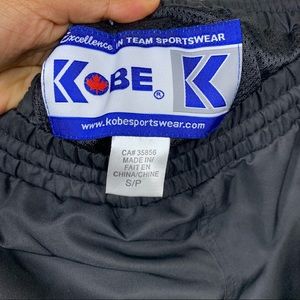 Excellence IN TEAM SPORTSWEAR
KOBE ® K
www.kobesportswear.com
CA# 35856
MADE IN/
FAIT EN
CHINA/CHINE
S/P